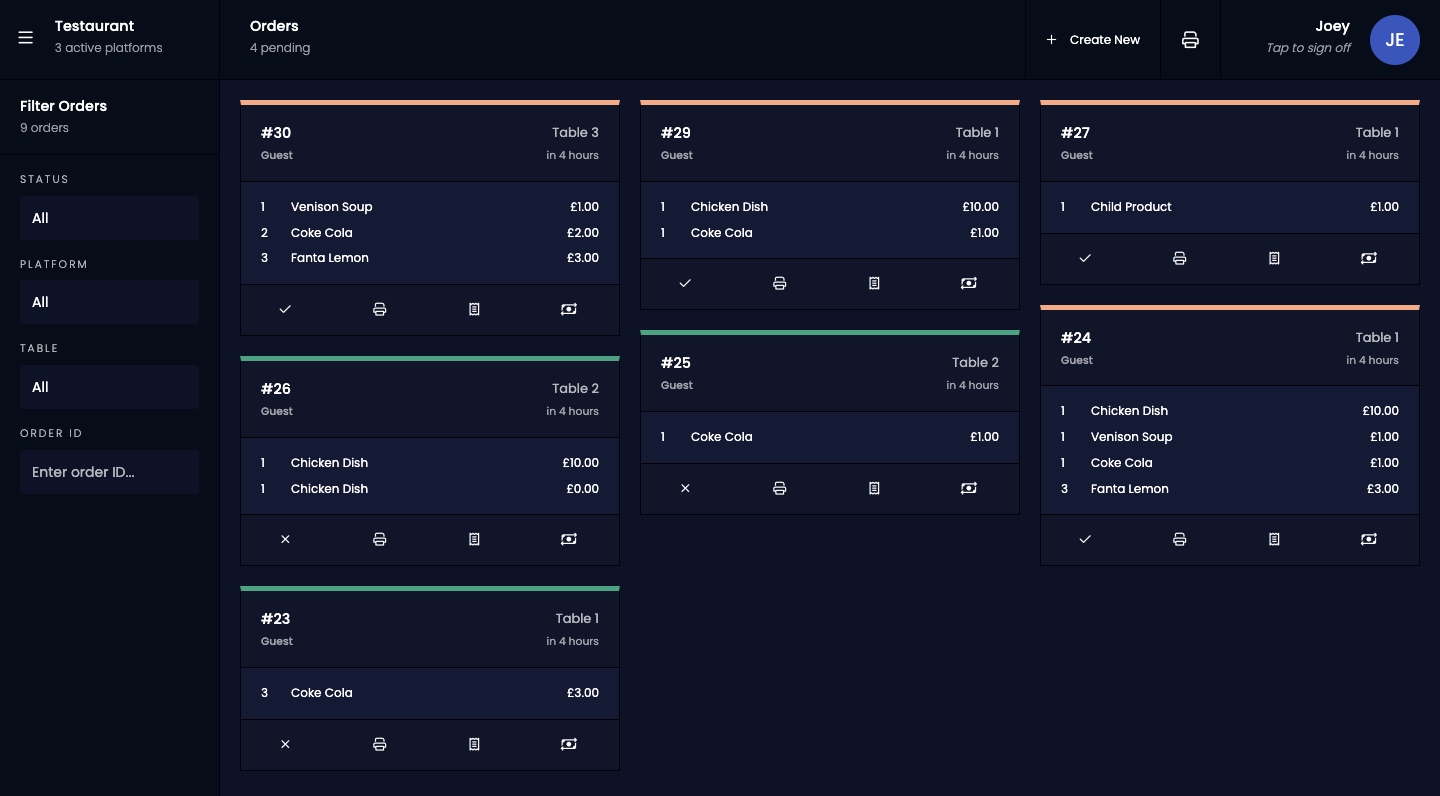 Testaurant
3 active platforms
Orders
4 pending
Create New
Joey
Tap to sign off
JE
Filter Orders
9 orders
STATUS
All
PLATFORM
All
TABLE
All
ORDER ID
Enter order ID...
#30 Table 3
Guest in 4 hours
1 Venison Soup £1.00
2 Coke Cola £2.00
3 Fanta Lemon £3.00
#29 Table 1
Guest in 4 hours
1 Chicken Dish £10.00
1 Coke Cola £1.00
#27 Table 1
Guest in 4 hours
1 Child Product £1.00
#26 Table 2
Guest in 4 hours
1 Chicken Dish £10.00
1 Chicken Dish £0.00
#25 Table 2
Guest in 4 hours
1 Coke Cola £1.00
#24 Table 1
Guest in 4 hours
1 Chicken Dish £10.00
1 Venison Soup £1.00
1 Coke Cola £1.00
3 Fanta Lemon £3.00
#23 Table 1
Guest in 4 hours
3 Coke Cola £3.00